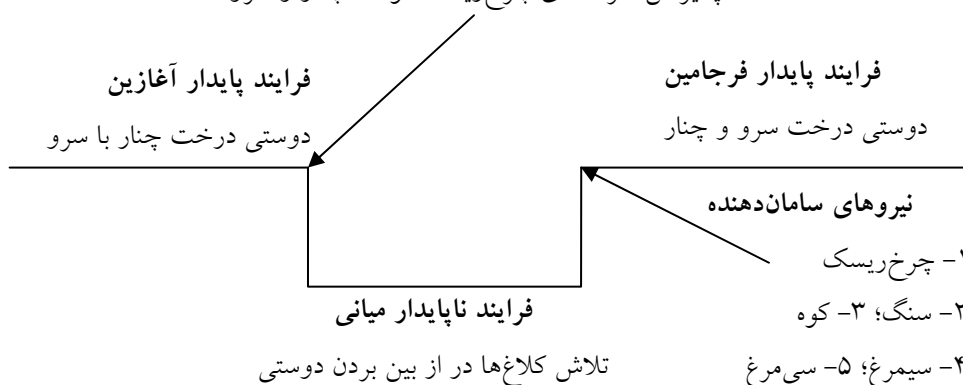 فرایند پایدار آغازین
دوستی درخت چنار با سرو
فرایند پایدار فرجامین
دوستی درخت سرو و چنار
نیروهای سامان‌دهنده
۱- چرخ‌ریسک
۲- سنگ؛ ۳- کوه
۴- سیمرغ؛ ۵- سی‌مرغ
فرایند ناپایدار میانی
تلاش کلاغ‌ها در از بین بردن دوستی